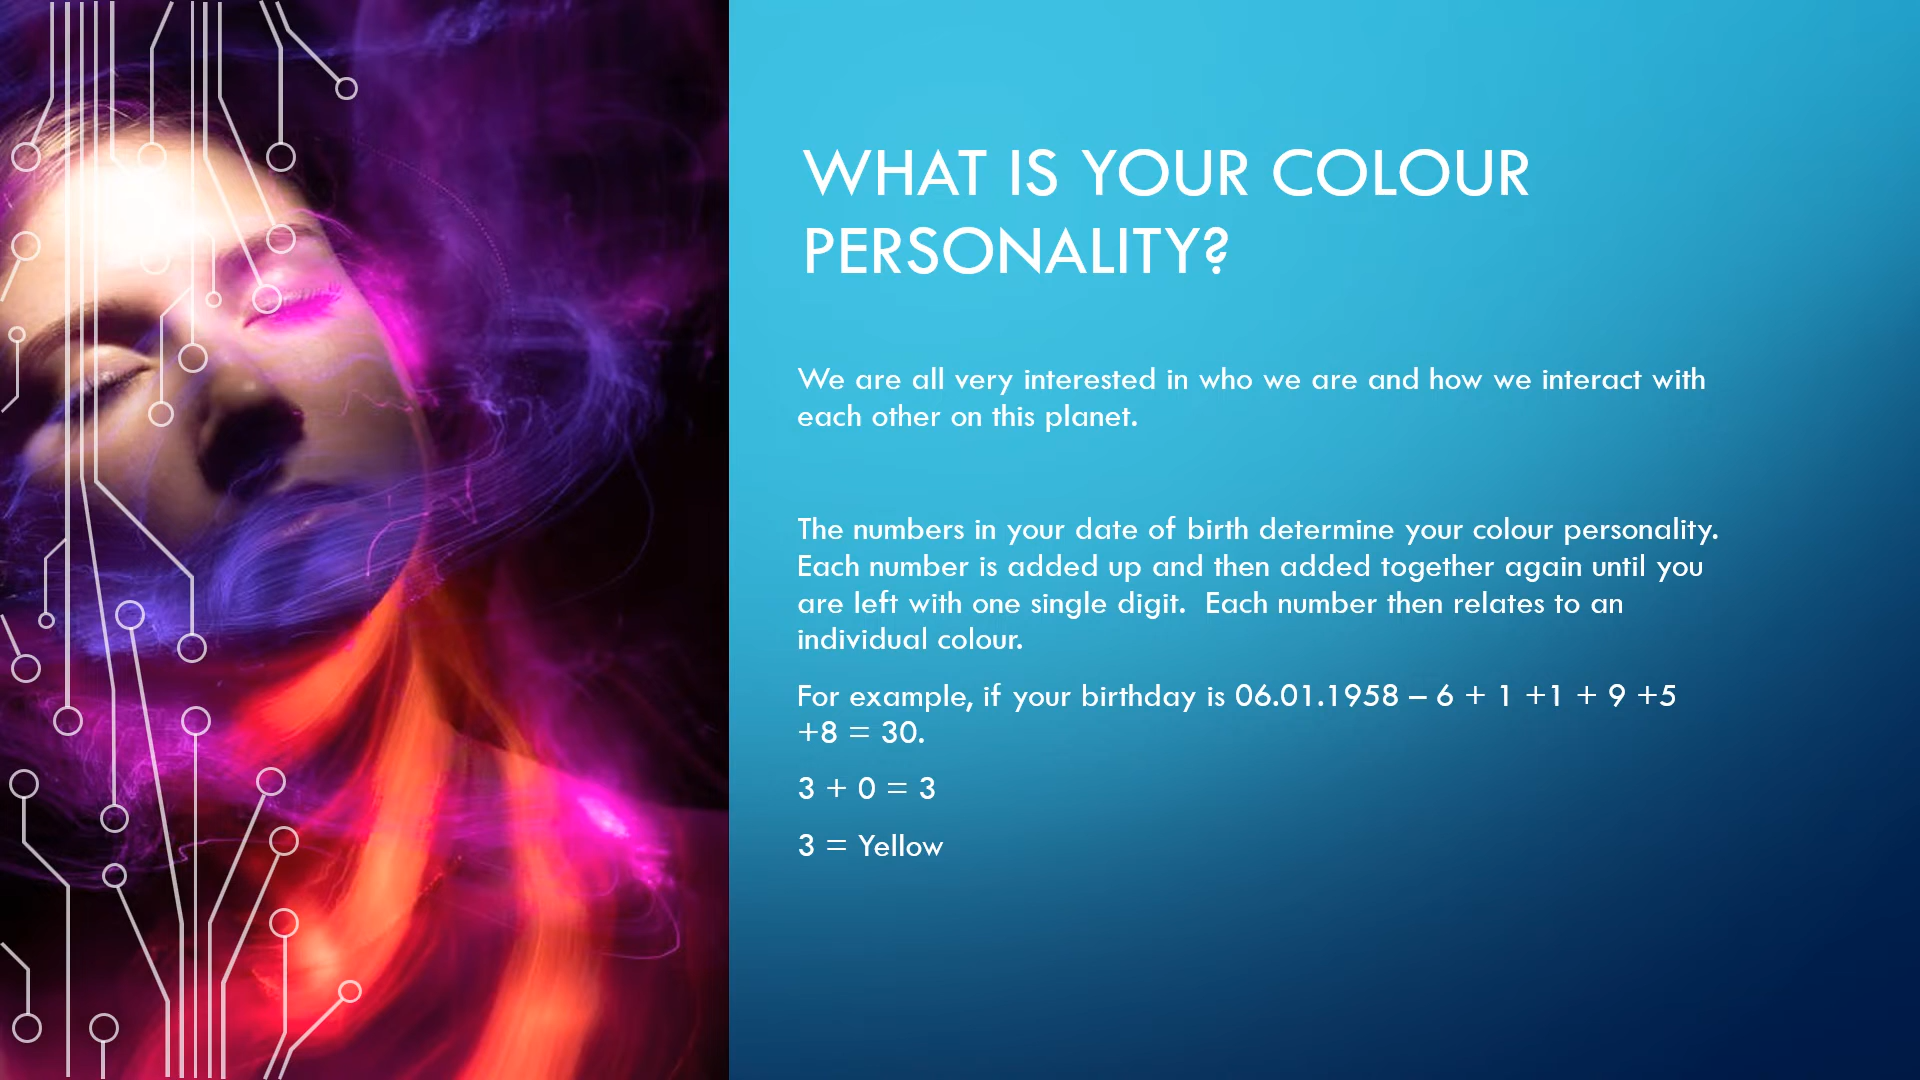 WHAT IS YOUR COLOUR
PERSONALITY?
We are all very interested in who we are and how we interact with
each other on this planet.
The numbers in your date of birth determine your colour personality.
Each number is added up and then added together again until you
are left with one single digit.  Each number then relates to an
individual colour.
For example, if your birthday is 06.01.1958 – 6 + 1 +1 + 9 +5
+8 = 30.
3 + 0 = 3
3 = Yellow